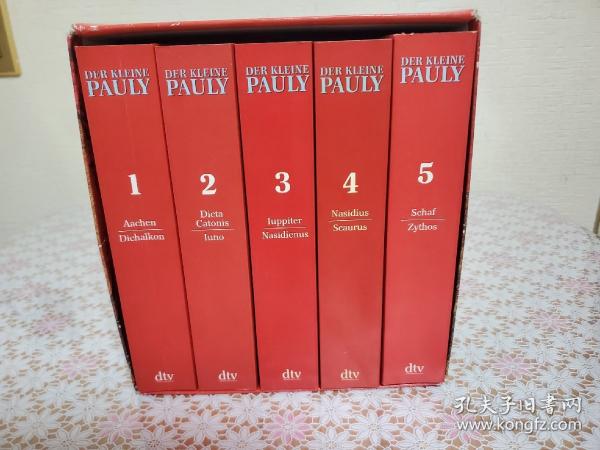 DER KLEINE
PAULY
1
Aachen
Dichalkon
dtv
DER KLEINE
PAULY
2
Dicta
Catonis
Iuno
dtv
DER KLEINE
PAULY
3
Iuppiter
Nasidienus
dtv
DER KLEINE
PAULY
4
Nasidius
Scaurus
dtv
DER KLEINE
PAULY
5
Schaf
Zythos
dtv
孔夫子旧书网
kongfz.com